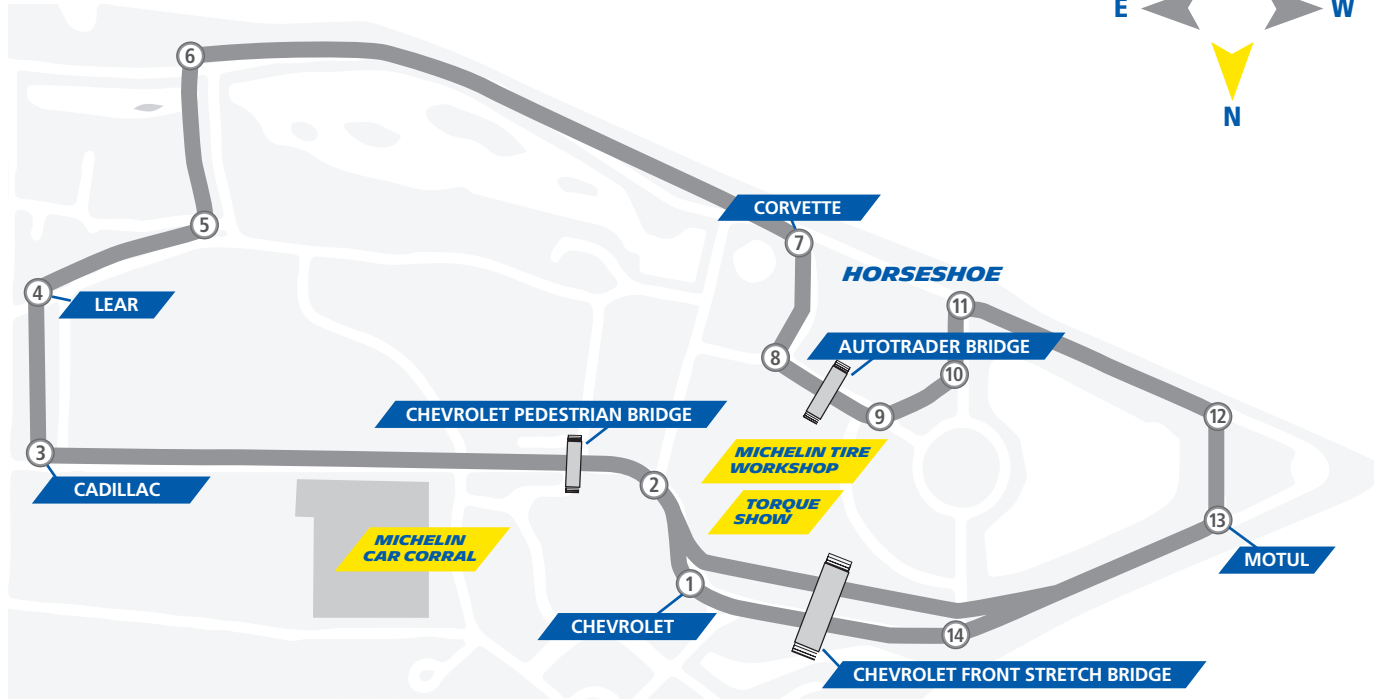 E
W
N
6
CORVETTE
7
5
HORSESHOE
4
LEAR
11
AUTOTRADER BRIDGE
8
10
CHEVROLET PEDESTRIAN BRIDGE
9
12
3
CADILLAC
2
MICHELIN TIRE
WORKSHOP
TORQUE
SHOW
13
MOTUL
MICHELIN
CAR CORRAL
1
CHEVROLET
14
CHEVROLET FRONT STRETCH BRIDGE